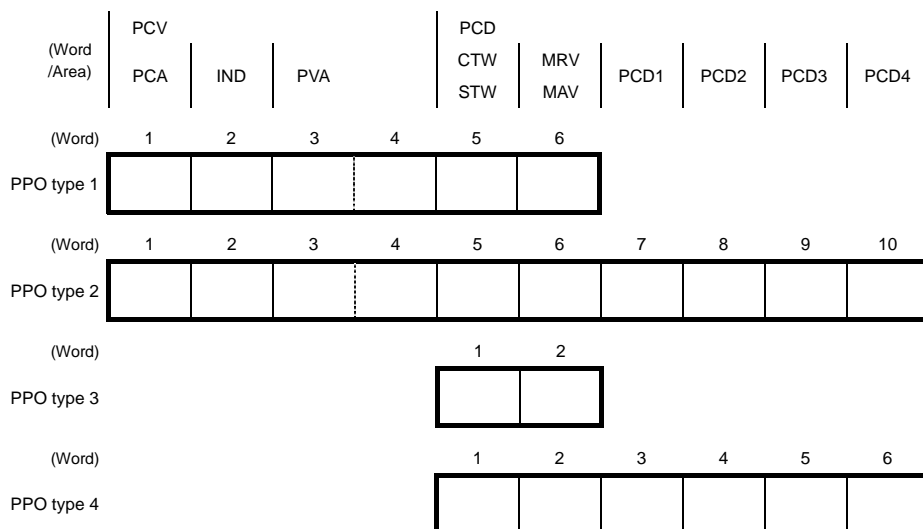 PCV PCD
(Word CTW MRV
/Area) PCA IND PVA STW MAV PCD1 PCD2 PCD3 PCD4
(Word) 1 2 3 4 5 6
PPO type 1
(Word) 1 2 3 4 5 6 7 8 9 10
PPO type 2
(Word) 1 2
PPO type 3
(Word) 1 2 3 4 5 6
PPO type 4